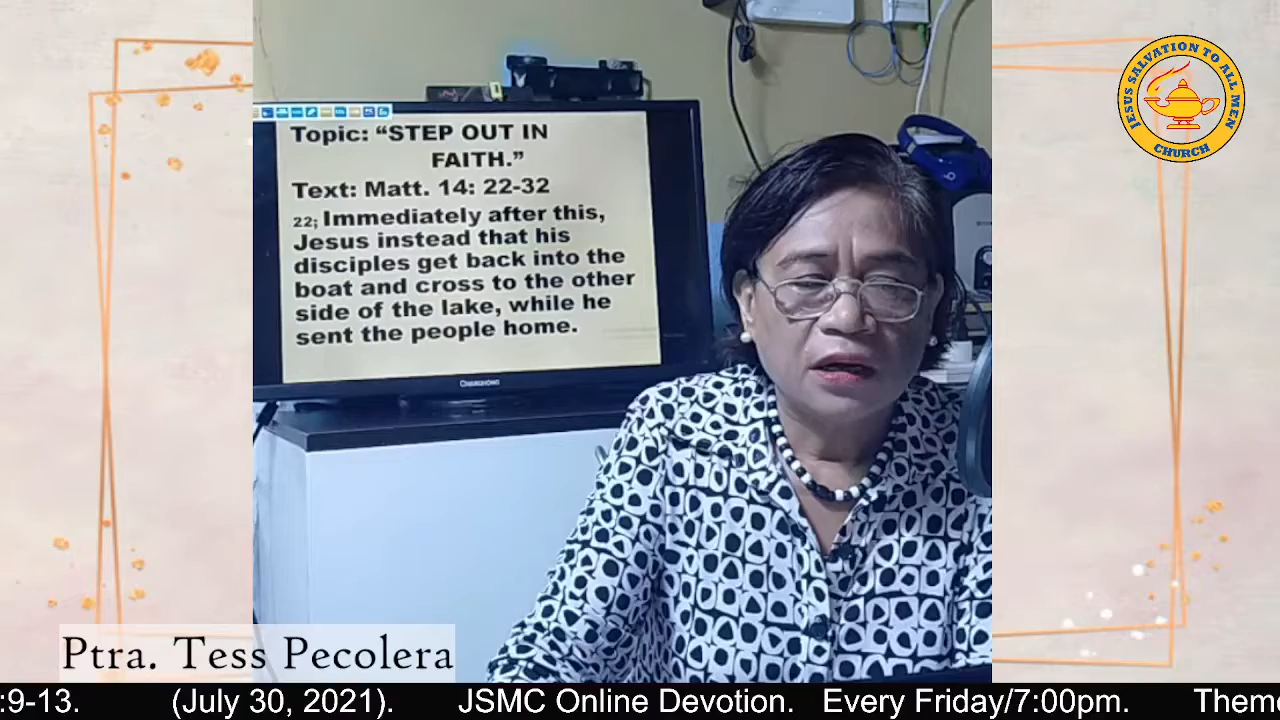 Topic: “STEP OUT IN
FAITH.”
Text: Matt. 14: 22-32
22; Immediately after this,
Jesus instead that his
disciples get back into the
boat and cross to the other
side of the lake, while he
sent the people home.
CHANGHONG
JESUS SALVATION TO ALL MEN
CHURCH
Ptra. Tess Pecolera
:9-13. (July 30, 2021). JSMC Online Devotion. Every Friday/7:00pm. Them